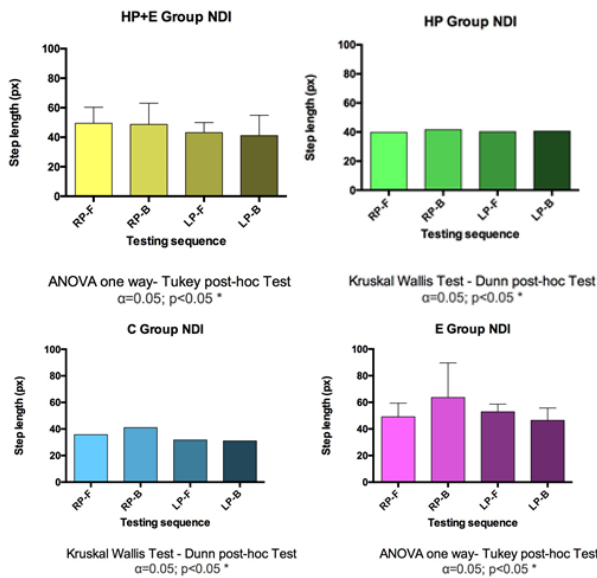 HP+E Group NDI
Step length (px)
100
80
60
40
20
0
RP-F
RP-B
LP-F
LP-B
Testing sequence
ANOVA one way- Tukey post-hoc Test
α=0.05; p<0.05 *
HP Group NDI
Step length (px)
100
80
60
40
20
0
RP-F
RP-B
LP-F
LP-B
Testing sequence
Kruskal Wallis Test - Dunn post-hoc Test
α=0.05; p<0.05 *
C Group NDI
Step length (px)
100
80
60
40
20
0
RP-F
RP-B
LP-F
LP-B
Testing sequence
Kruskal Wallis Test - Dunn post-hoc Test
α=0.05; p<0.05 *
E Group NDI
Step length (px)
100
80
60
40
20
0
RP-F
RP-B
LP-F
LP-B
Testing sequence
ANOVA one way- Tukey post-hoc Test
α=0.05; p<0.05 *